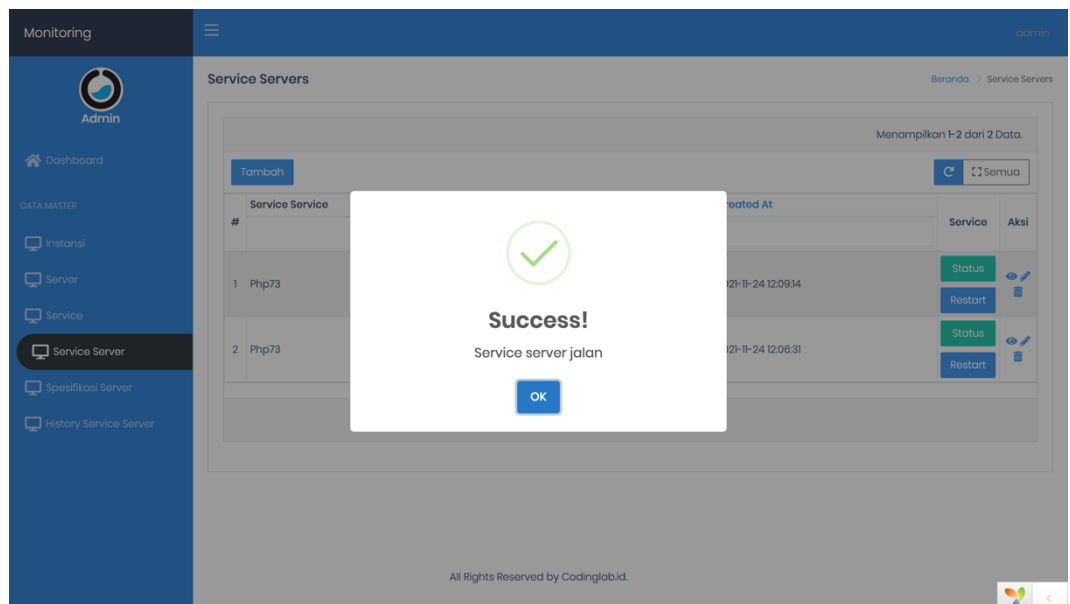 Monitoring
admin
Admin
Dashboard
DATA MASTER
Instansi
Server
Service
Service Server
Spesifikasi Server
History Service Server
Service Servers
Beranda
Service Servers
Menampilkan 1-2 dari 2 Data.
Tambah
Semua
#
Service Service
Service
Aksi
1
Php73
21-11-24 12:09:14
Status
Restart
2
Php73
21-11-24 12:06:31
Status
Restart
Success!
Service server jalan
OK
All Rights Reserved by Codinglab.id.